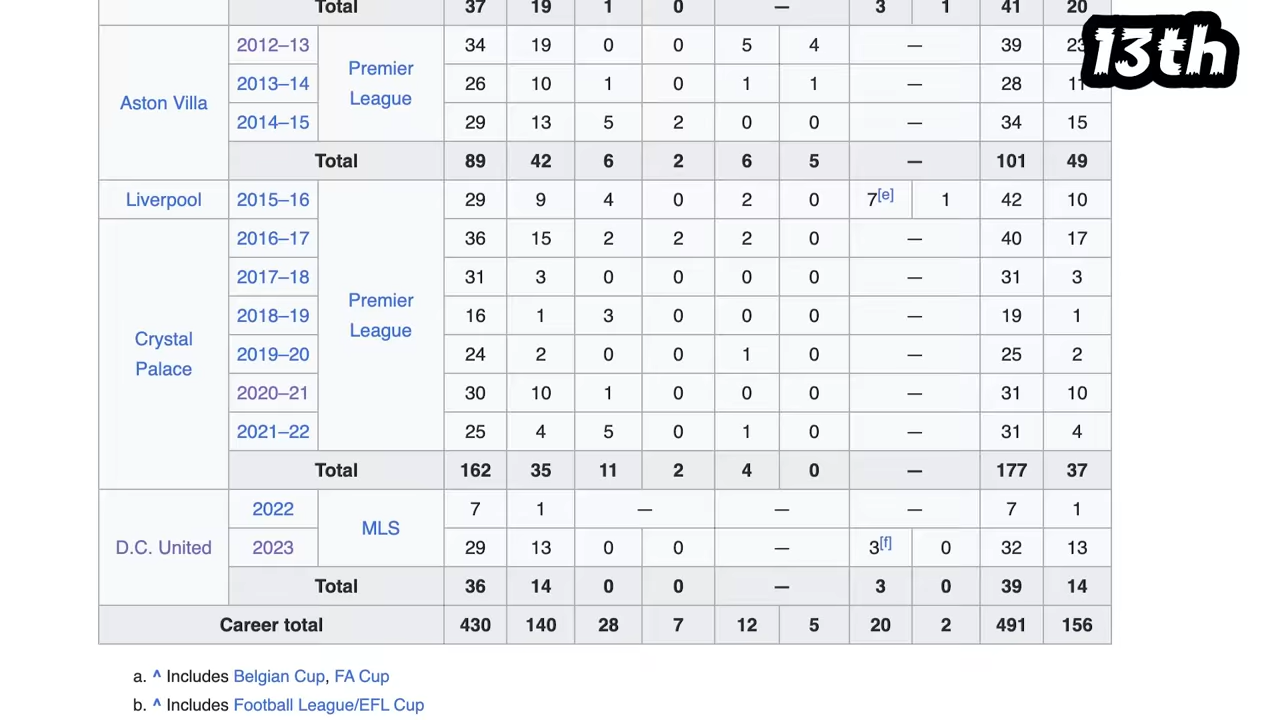 Total 37 19 1 0 — 3 1 41 20
13th
Aston Villa
2012–13 Premier League 34 19 0 0 5 4 — 39 23
2013–14 26 10 1 0 1 1 — 28 11
2014–15 29 13 5 2 0 0 — 34 15
Total 89 42 6 2 6 5 — 101 49
Liverpool 2015–16 Premier League 29 9 4 0 2 0 7[e] 1 42 10
Crystal Palace
2016–17 36 15 2 2 2 0 — 40 17
2017–18 31 3 0 0 0 0 — 31 3
2018–19 16 1 3 0 0 0 — 19 1
2019–20 24 2 0 0 1 0 — 25 2
2020–21 30 10 1 0 0 0 — 31 10
2021–22 25 4 5 0 1 0 — 31 4
Total 162 35 11 2 4 0 — 177 37
D.C. United
2022 MLS 7 1 — — — 7 1
2023 29 13 0 0 — 3[f] 0 32 13
Total 36 14 0 0 — 3 0 39 14
Career total 430 140 28 7 12 5 20 2 491 156
a. ^ Includes Belgian Cup, FA Cup
b. ^ Includes Football League/EFL Cup